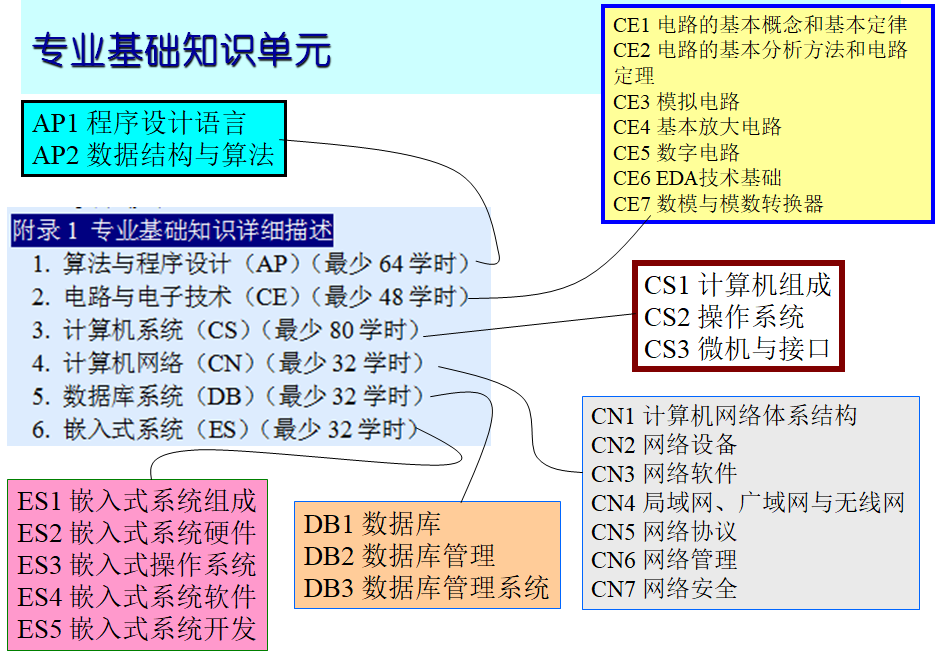 专业基础知识单元
CE1 电路的基本概念和基本定律
CE2 电路的基本分析方法和电路
定理
CE3 模拟电路
CE4 基本放大电路
CE5 数字电路
CE6 EDA技术基础
CE7 数模与模数转换器
AP1 程序设计语言
AP2 数据结构与算法
附录 1 专业基础知识详细描述
1. 算法与程序设计（AP）（最少 64 学时）
2. 电路与电子技术（CE）（最少 48 学时）
3. 计算机系统（CS）（最少 80 学时）
4. 计算机网络（CN）（最少 32 学时）
5. 数据库系统（DB）（最少 32 学时）
6. 嵌入式系统（ES）（最少 32 学时）
CS1 计算机组成
CS2 操作系统
CS3 微机与接口
CN1 计算机网络体系结构
CN2 网络设备
CN3 网络软件
CN4 局域网、广域网与无线网
CN5 网络协议
CN6 网络管理
CN7 网络安全
ES1 嵌入式系统组成
ES2 嵌入式系统硬件
ES3 嵌入式操作系统
ES4 嵌入式系统软件
ES5 嵌入式系统开发
DB1 数据库
DB2 数据库管理
DB3 数据库管理系统